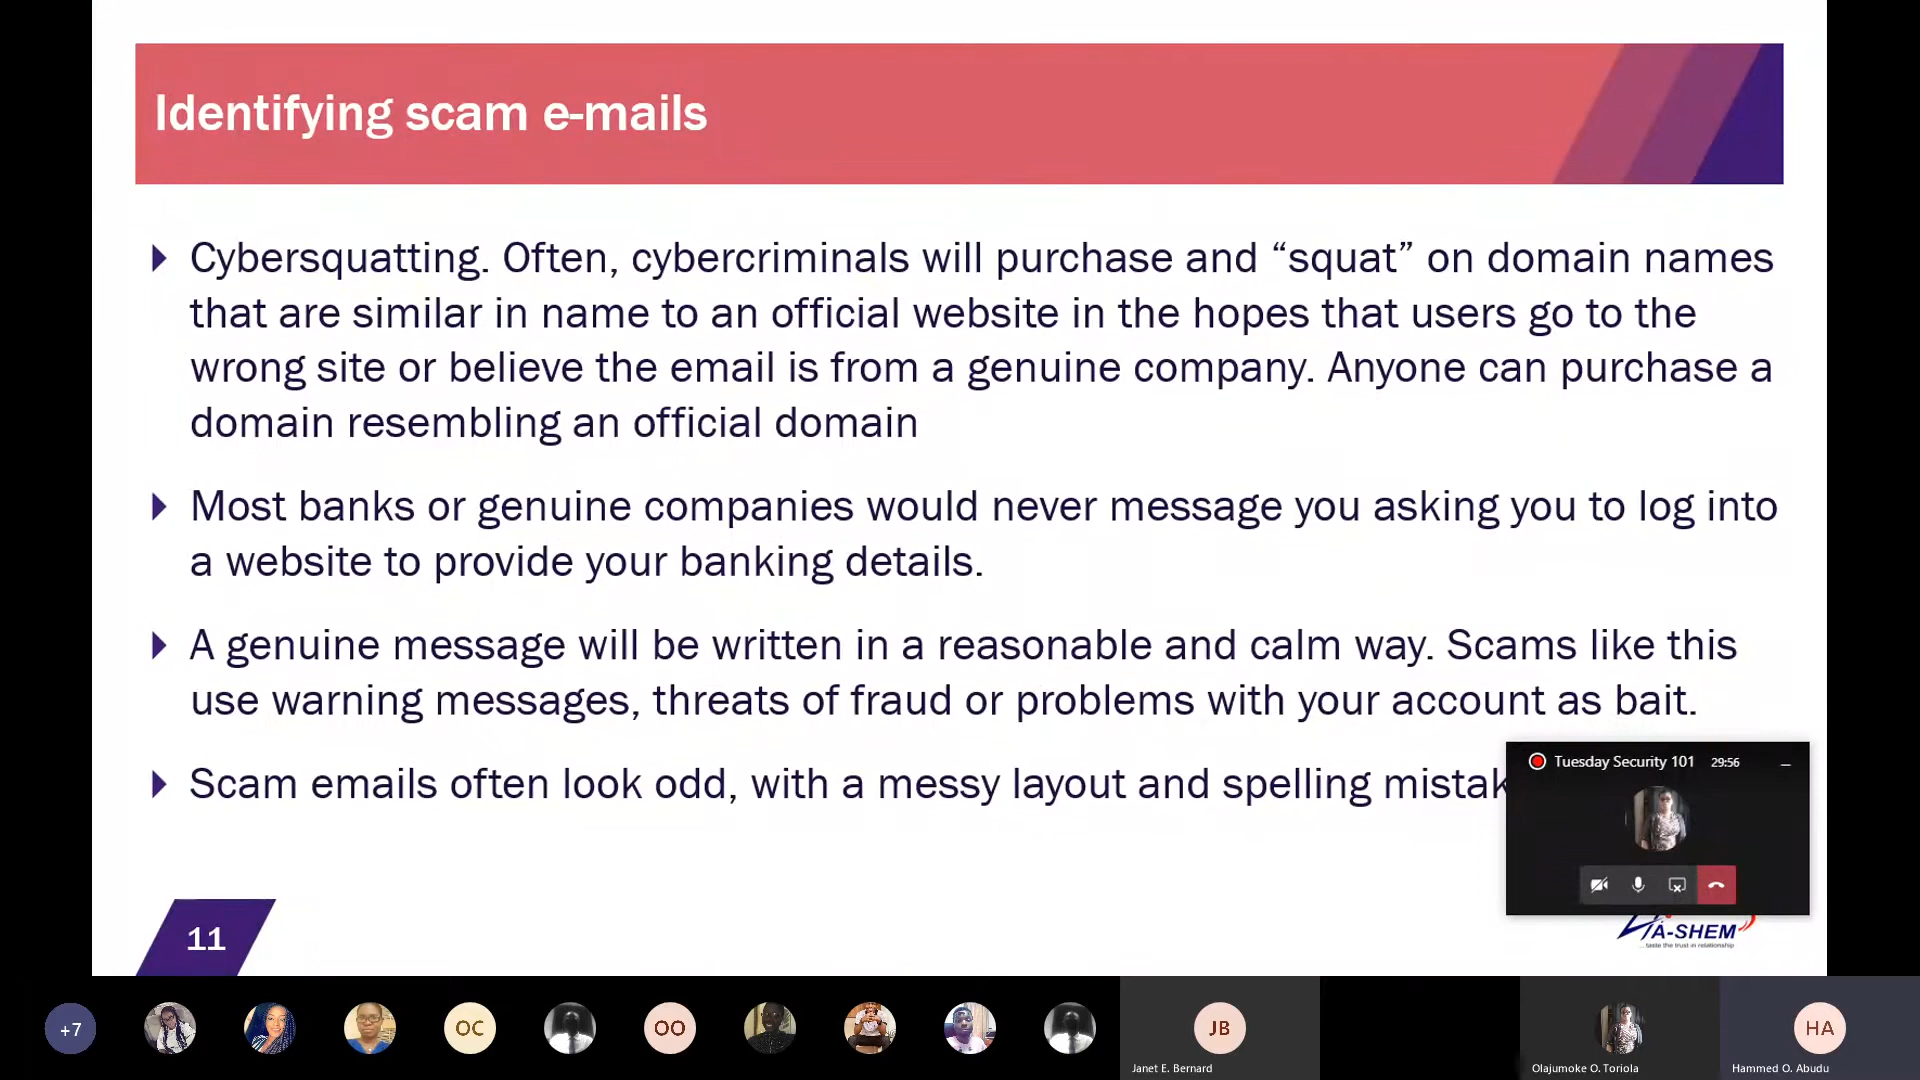 Identifying scam e-mails
Cybersquatting. Often, cybercriminals will purchase and “squat” on domain names
that are similar in name to an official website in the hopes that users go to the
wrong site or believe the email is from a genuine company. Anyone can purchase a
domain resembling an official domain
Most banks or genuine companies would never message you asking you to log into
a website to provide your banking details.
A genuine message will be written in a reasonable and calm way. Scams like this
use warning messages, threats of fraud or problems with your account as bait.
Scam emails often look odd, with a messy layout and spelling mistak
Tuesday Security 101 29:56
11
A-SHEM
...taste the trust in relationship
+7
OC
OO
JB
HA
Janet E. Bernard
Olajumoke O. Toriola
Hammed O. Abudu